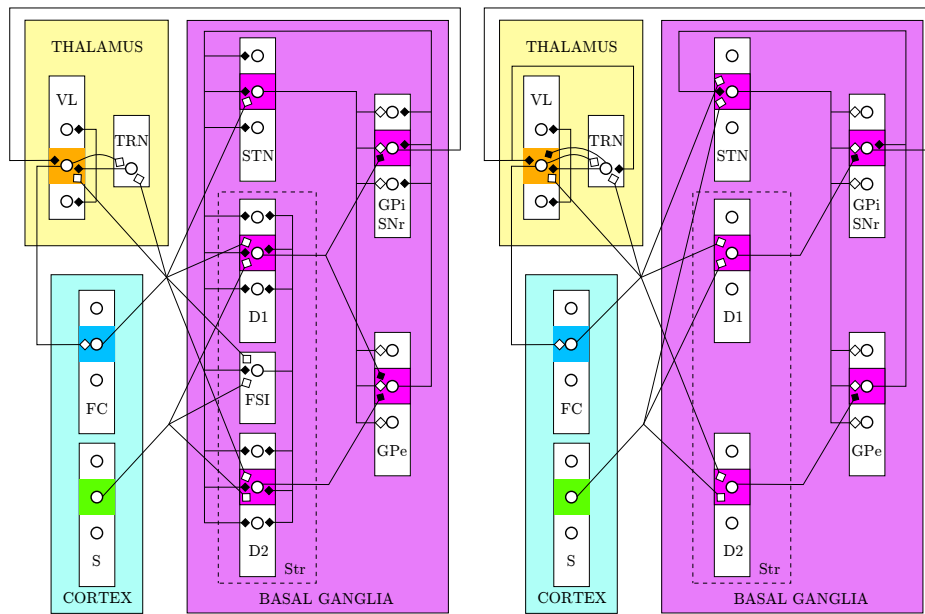 THALAMUS
VL
TRN
STN
GPi
SNr
D1
FC
FSI
GPe
S
D2
Str
CORTEX
BASAL GANGLIA
THALAMUS
VL
TRN
STN
GPi
SNr
D1
FC
GPe
S
D2
Str
CORTEX
BASAL GANGLIA